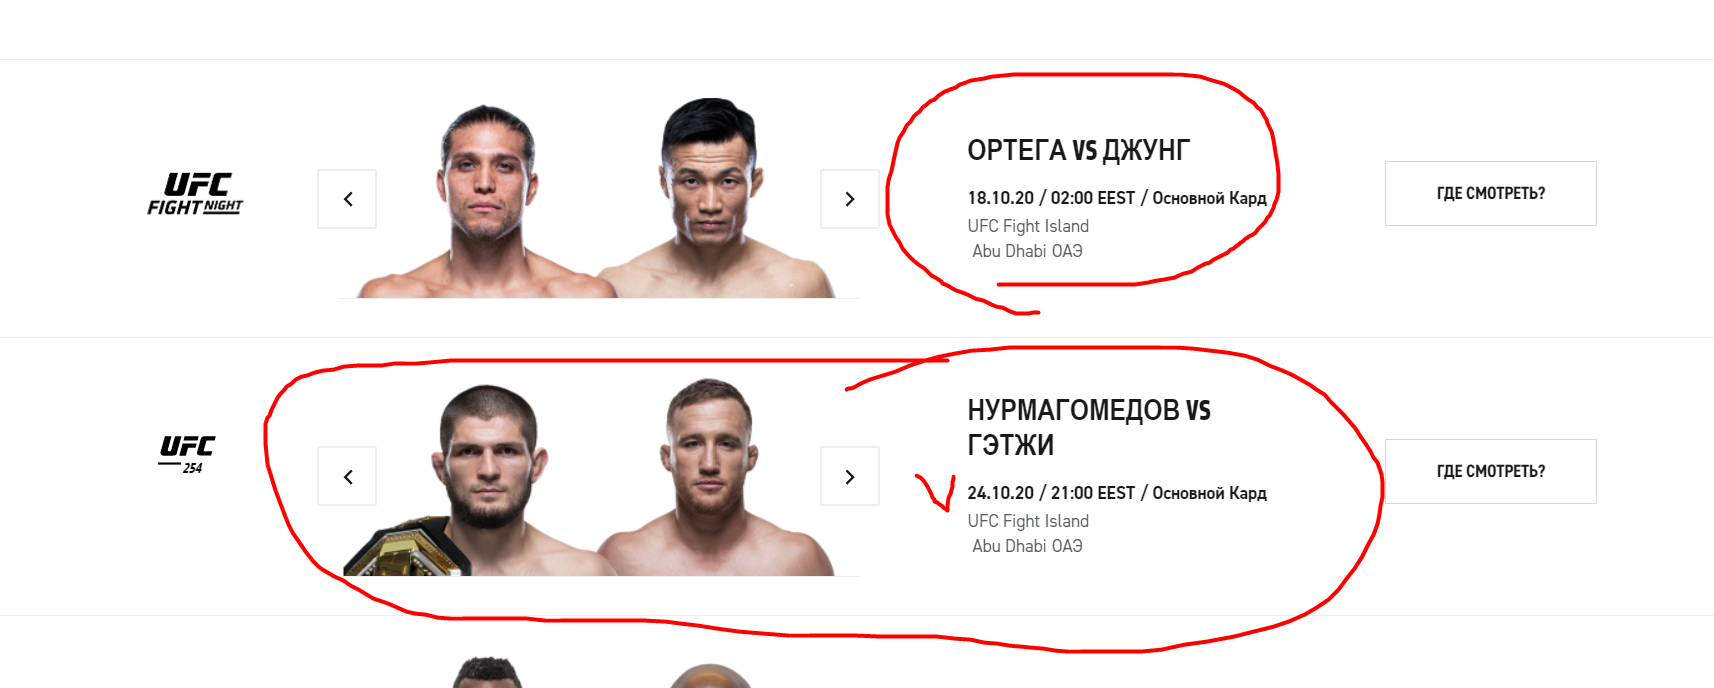 UFC
FIGHT NIGHT
ОРТЕГА VS ДЖУНГ
18.10.20 / 02:00 EEST / Основной Кард
UFC Fight Island
Abu Dhabi ОАЭ
ГДЕ СМОТРЕТЬ?
UFC
254
НУРМАГОМЕДОВ VS
ГЭТЖИ
24.10.20 / 21:00 EEST / Основной Кард
UFC Fight Island
Abu Dhabi ОАЭ
ГДЕ СМОТРЕТЬ?